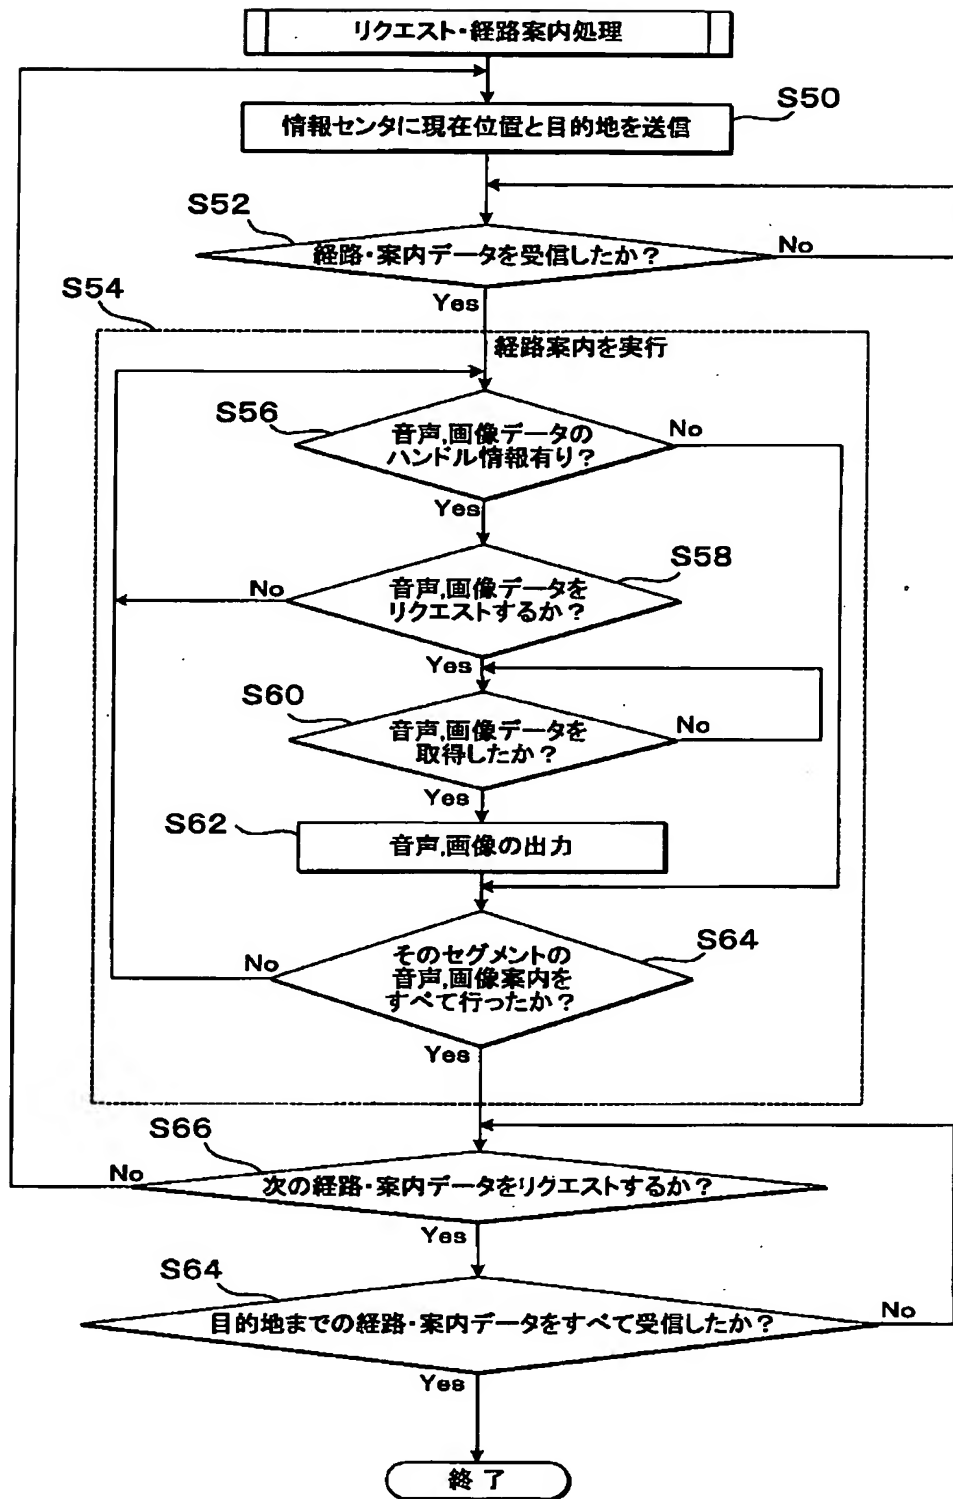 リクエスト・経路案内処理
S50
情報センタに現在位置と目的地を送信
S52
経路・案内データを受信したか？
No
Yes
S54
経路案内を実行
S56
音声,画像データの
ハンドル情報有り？
No
Yes
S58
音声,画像データを
リクエストするか？
No
Yes
S60
音声,画像データを
取得したか？
No
Yes
S62
音声,画像の出力
S64
そのセグメントの
音声,画像案内を
すべて行ったか？
No
Yes
S66
No
次の経路・案内データをリクエストするか？
Yes
S64
目的地までの経路・案内データをすべて受信したか？
No
Yes
終了